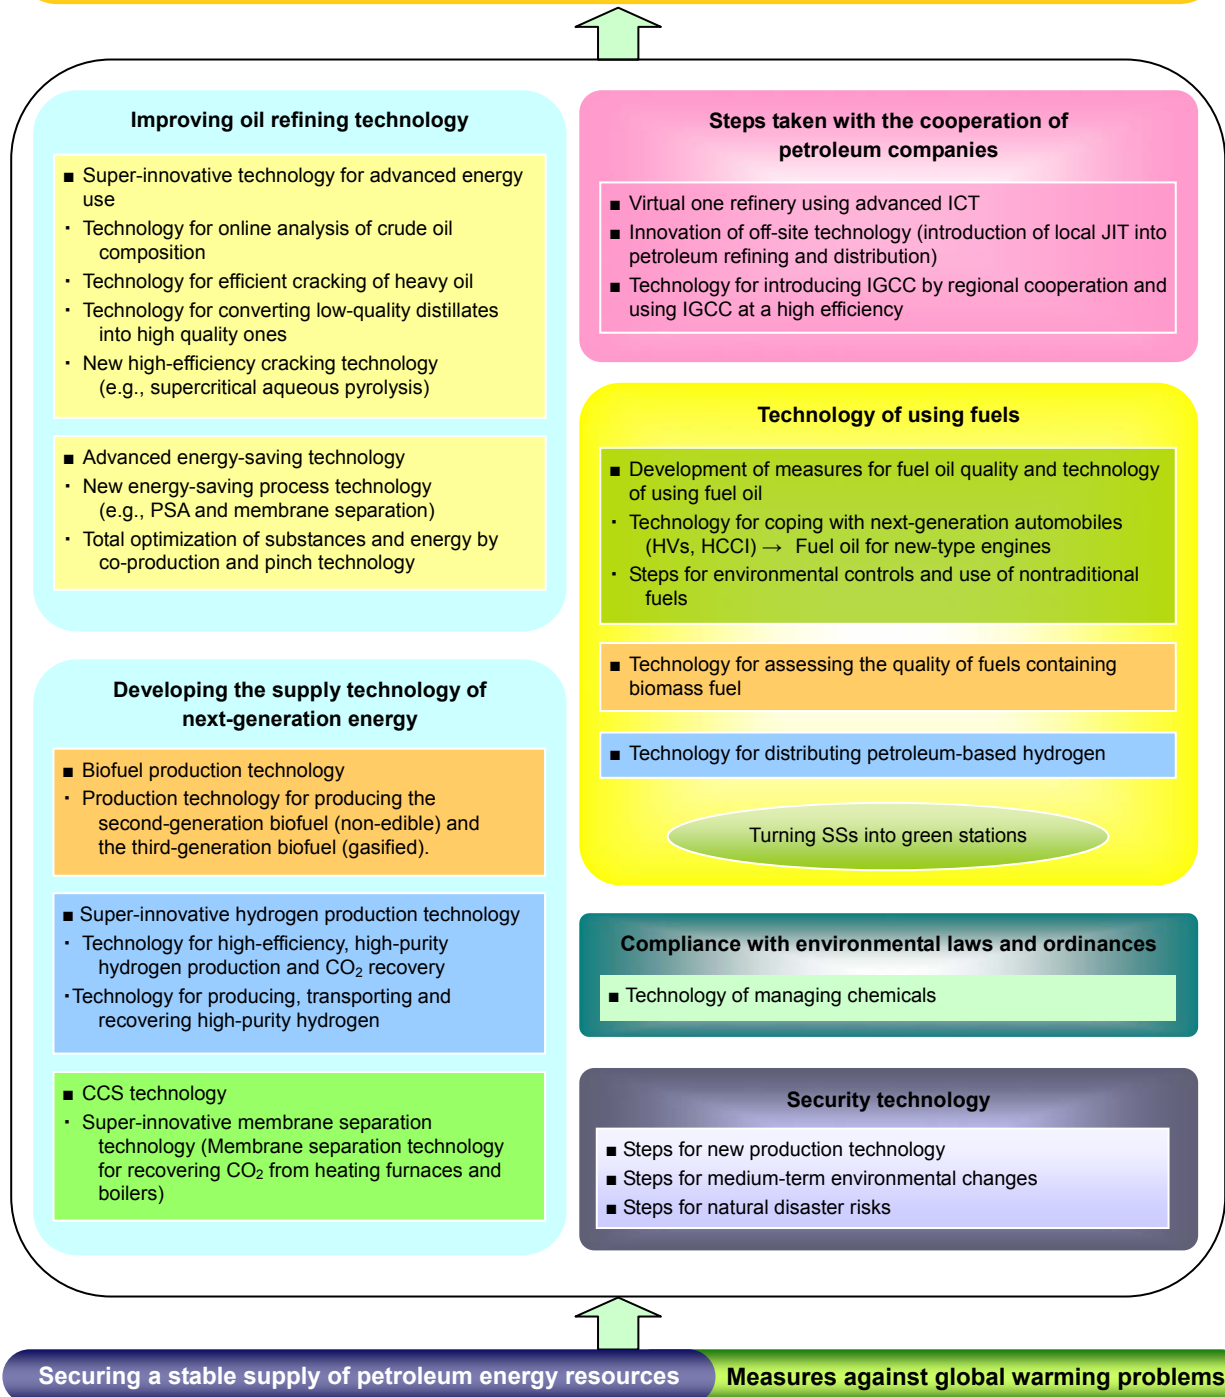 Improving oil refining technology
■ Super-innovative technology for advanced energy
use
・ Technology for online analysis of crude oil
composition
・ Technology for efficient cracking of heavy oil
・ Technology for converting low-quality distillates
into high quality ones
・ New high-efficiency cracking technology
(e.g., supercritical aqueous pyrolysis)
■ Advanced energy-saving technology
・ New energy-saving process technology
(e.g., PSA and membrane separation)
・ Total optimization of substances and energy by
co-production and pinch technology
Developing the supply technology of
next-generation energy
■ Biofuel production technology
・ Production technology for producing the
second-generation biofuel (non-edible) and
the third-generation biofuel (gasified).
■ Super-innovative hydrogen production technology
・ Technology for high-efficiency, high-purity
hydrogen production and CO₂ recovery
・Technology for producing, transporting and
recovering high-purity hydrogen
■ CCS technology
・ Super-innovative membrane separation
technology (Membrane separation technology
for recovering CO₂ from heating furnaces and
boilers)
Steps taken with the cooperation of
petroleum companies
■ Virtual one refinery using advanced ICT
■ Innovation of off-site technology (introduction of local JIT into
petroleum refining and distribution)
■ Technology for introducing IGCC by regional cooperation and
using IGCC at a high efficiency
Technology of using fuels
■ Development of measures for fuel oil quality and technology
of using fuel oil
・ Technology for coping with next-generation automobiles
(HVs, HCCI) → Fuel oil for new-type engines
・ Steps for environmental controls and use of nontraditional
fuels
■ Technology for assessing the quality of fuels containing
biomass fuel
■ Technology for distributing petroleum-based hydrogen
Turning SSs into green stations
Compliance with environmental laws and ordinances
■ Technology of managing chemicals
Security technology
■ Steps for new production technology
■ Steps for medium-term environmental changes
■ Steps for natural disaster risks
Securing a stable supply of petroleum energy resources
Measures against global warming problems